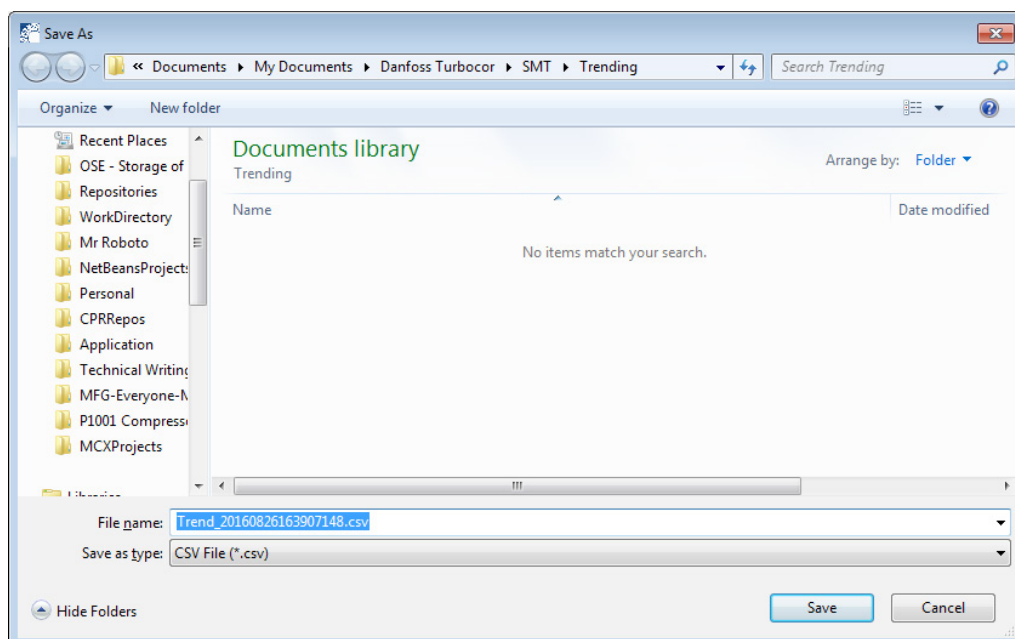 Save As
« Documents ▸ My Documents ▸ Danfoss Turbocor ▸ SMT ▸ Trending
Search Trending
Organize ▾ New folder
Recent Places
OSE - Storage of
Repositories
WorkDirectory
Mr Roboto
NetBeansProjects
Personal
CPRRepos
Application
Technical Writing
MFG-Everyone-M
P1001 Compress
MCXProjects
Libraries
Documents library
Trending
Arrange by: Folder ▾
Name Date modified
No items match your search.
File name: Trend_20160826163907148.csv
Save as type: CSV File (*.csv)
Hide Folders
Save Cancel